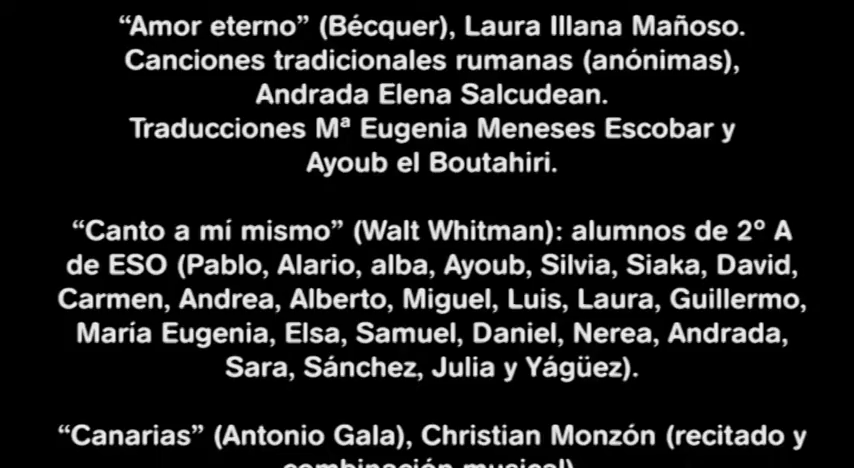 “Amor eterno” (Bécquer), Laura Illana Mañoso.
Canciones tradicionales rumanas (anónimas),
Andrada Elena Salcudean.
Traducciones Mª Eugenia Meneses Escobar y
Ayoub el Boutahiri.
“Canto a mí mismo” (Walt Whitman): alumnos de 2º A
de ESO (Pablo, Alario, alba, Ayoub, Silvia, Siaka, David,
Carmen, Andrea, Alberto, Miguel, Luis, Laura, Guillermo,
María Eugenia, Elsa, Samuel, Daniel, Nerea, Andrada,
Sara, Sánchez, Julia y Yágüez).
“Canarias” (Antonio Gala), Christian Monzón (recitado y
combinación musical)